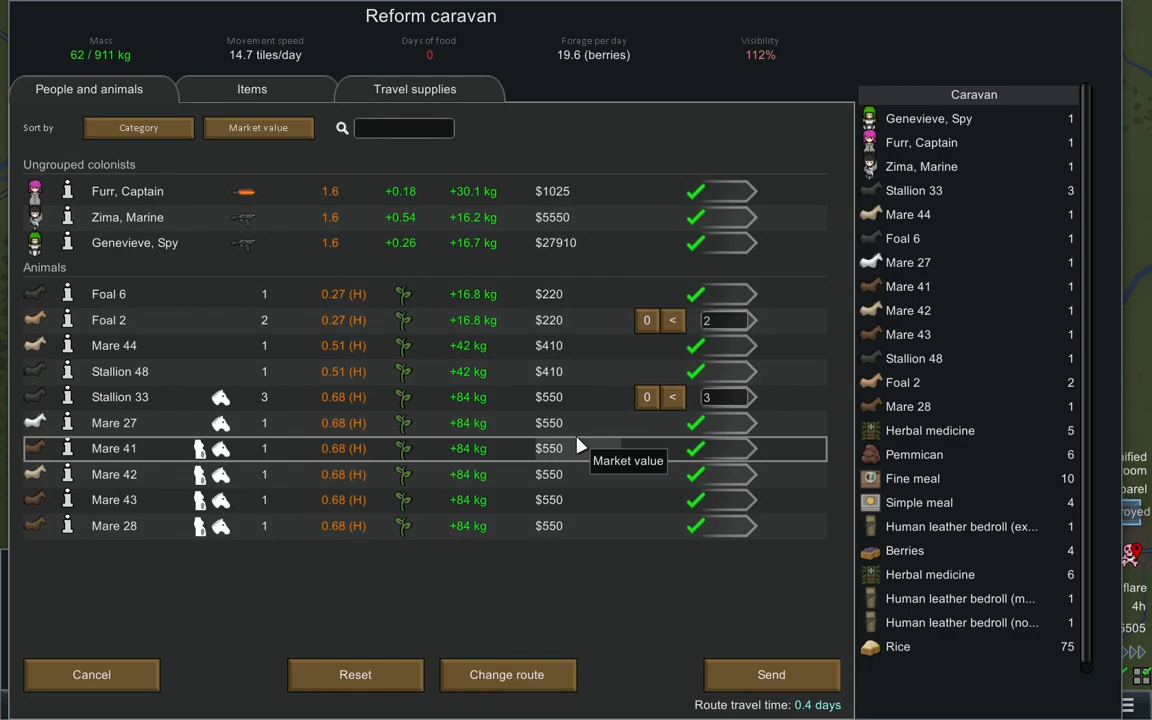 Reform caravan
Mass Movement speed Days of food Forage per day Visibility
62 / 911 kg 14.7 tiles/day 0 19.6 (berries) 112%
People and animals Items Travel supplies
Sort by Category Market value
Ungrouped colonists
Furr, Captain 1.6 +0.18 +30.1 kg $1025
Zima, Marine 1.6 +0.54 +16.2 kg $5550
Genevieve, Spy 1.6 +0.26 +16.7 kg $27910
Animals
Foal 6 1 0.27 (H) +16.8 kg $220
Foal 2 2 0.27 (H) +16.8 kg $220 0 < 2
Mare 44 1 0.51 (H) +42 kg $410
Stallion 48 1 0.51 (H) +42 kg $410
Stallion 33 3 0.68 (H) +84 kg $550 0 < 3
Mare 27 1 0.68 (H) +84 kg $550
Mare 41 1 0.68 (H) +84 kg $550
Market value
Mare 42 1 0.68 (H) +84 kg $550
Mare 43 1 0.68 (H) +84 kg $550
Mare 28 1 0.68 (H) +84 kg $550
Cancel Reset Change route Send
Route travel time: 0.4 days
Caravan
Genevieve, Spy 1
Furr, Captain 1
Zima, Marine 1
Stallion 33 3
Mare 44 1
Foal 6 1
Mare 27 1
Mare 41 1
Mare 42 1
Mare 43 1
Stallion 48 1
Foal 2 2
Mare 28 1
Herbal medicine 5
Pemmican 6
Fine meal 10
Simple meal 4
Human leather bedroll (ex... 1
Berries 4
Herbal medicine 6
Human leather bedroll (m... 1
Human leather bedroll (no... 1
Rice 75
nified
room
parel
royed
flare
4h
5505